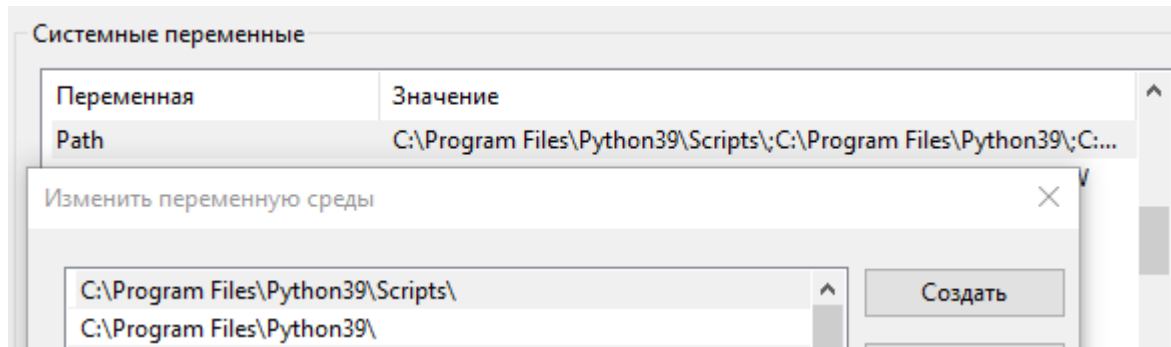 Системные переменные
Переменная Значение
Path C:\Program Files\Python39\Scripts\;C:\Program Files\Python39\;C:...
Изменить переменную среды
C:\Program Files\Python39\Scripts\
Создать
C:\Program Files\Python39\